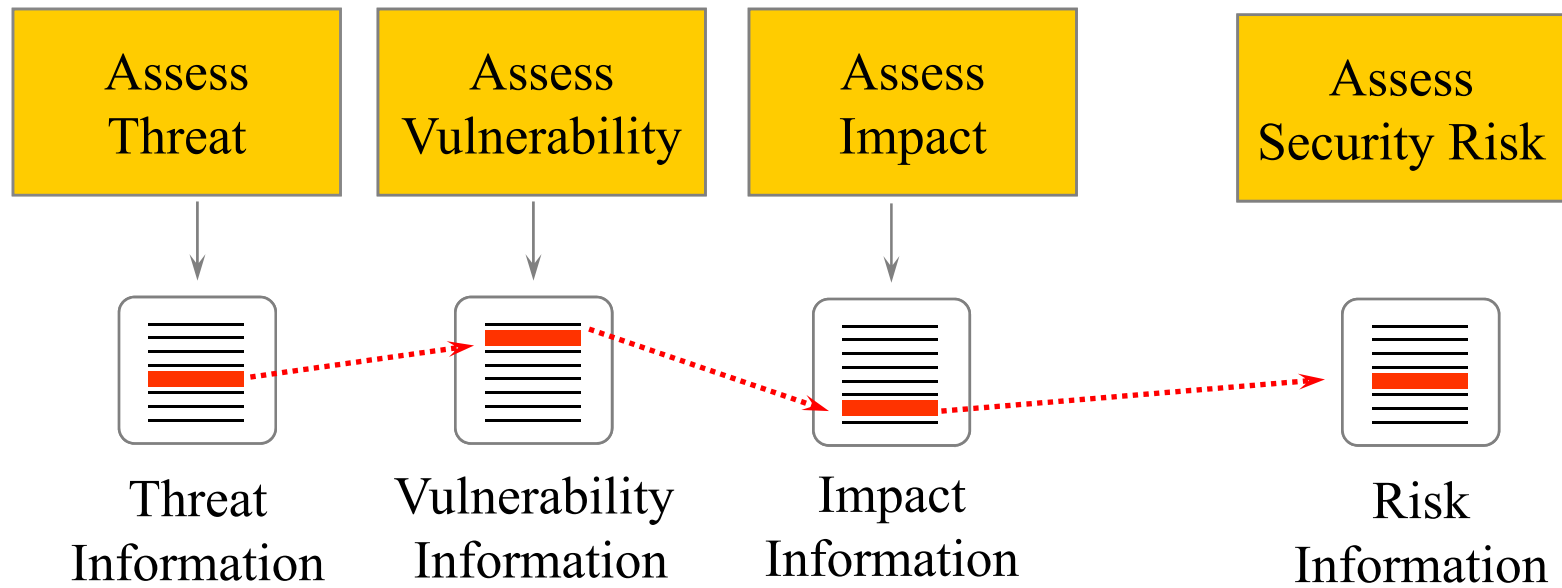 Assess
Threat
Assess
Vulnerability
Assess
Impact
Assess
Security Risk
Threat
Information
Vulnerability
Information
Impact
Information
Risk
Information